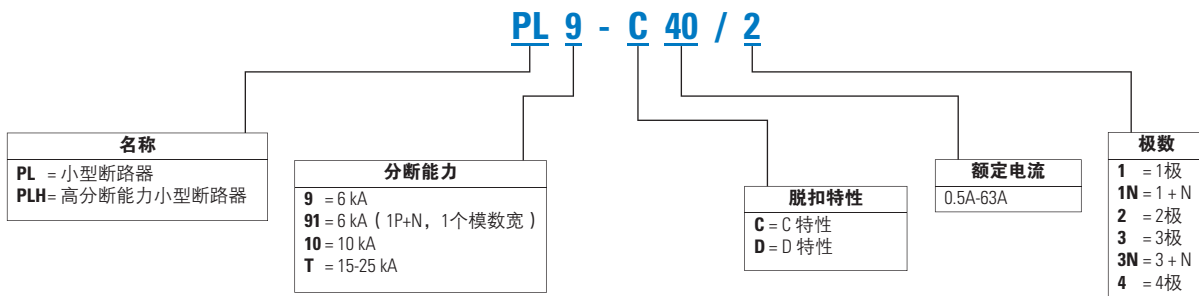 PL 9 - C 40 / 2
名称
PL = 小型断路器
PLH= 高分断能力小型断路器
分断能力
9 = 6 kA
91 = 6 kA ( 1P+N, 1个模数宽 )
10 = 10 kA
T = 15-25 kA
脱扣特性
C = C 特性
D = D 特性
额定电流
0.5A-63A
极数
1 = 1极
1N = 1 + N
2 = 2极
3 = 3极
3N = 3 + N
4 = 4极